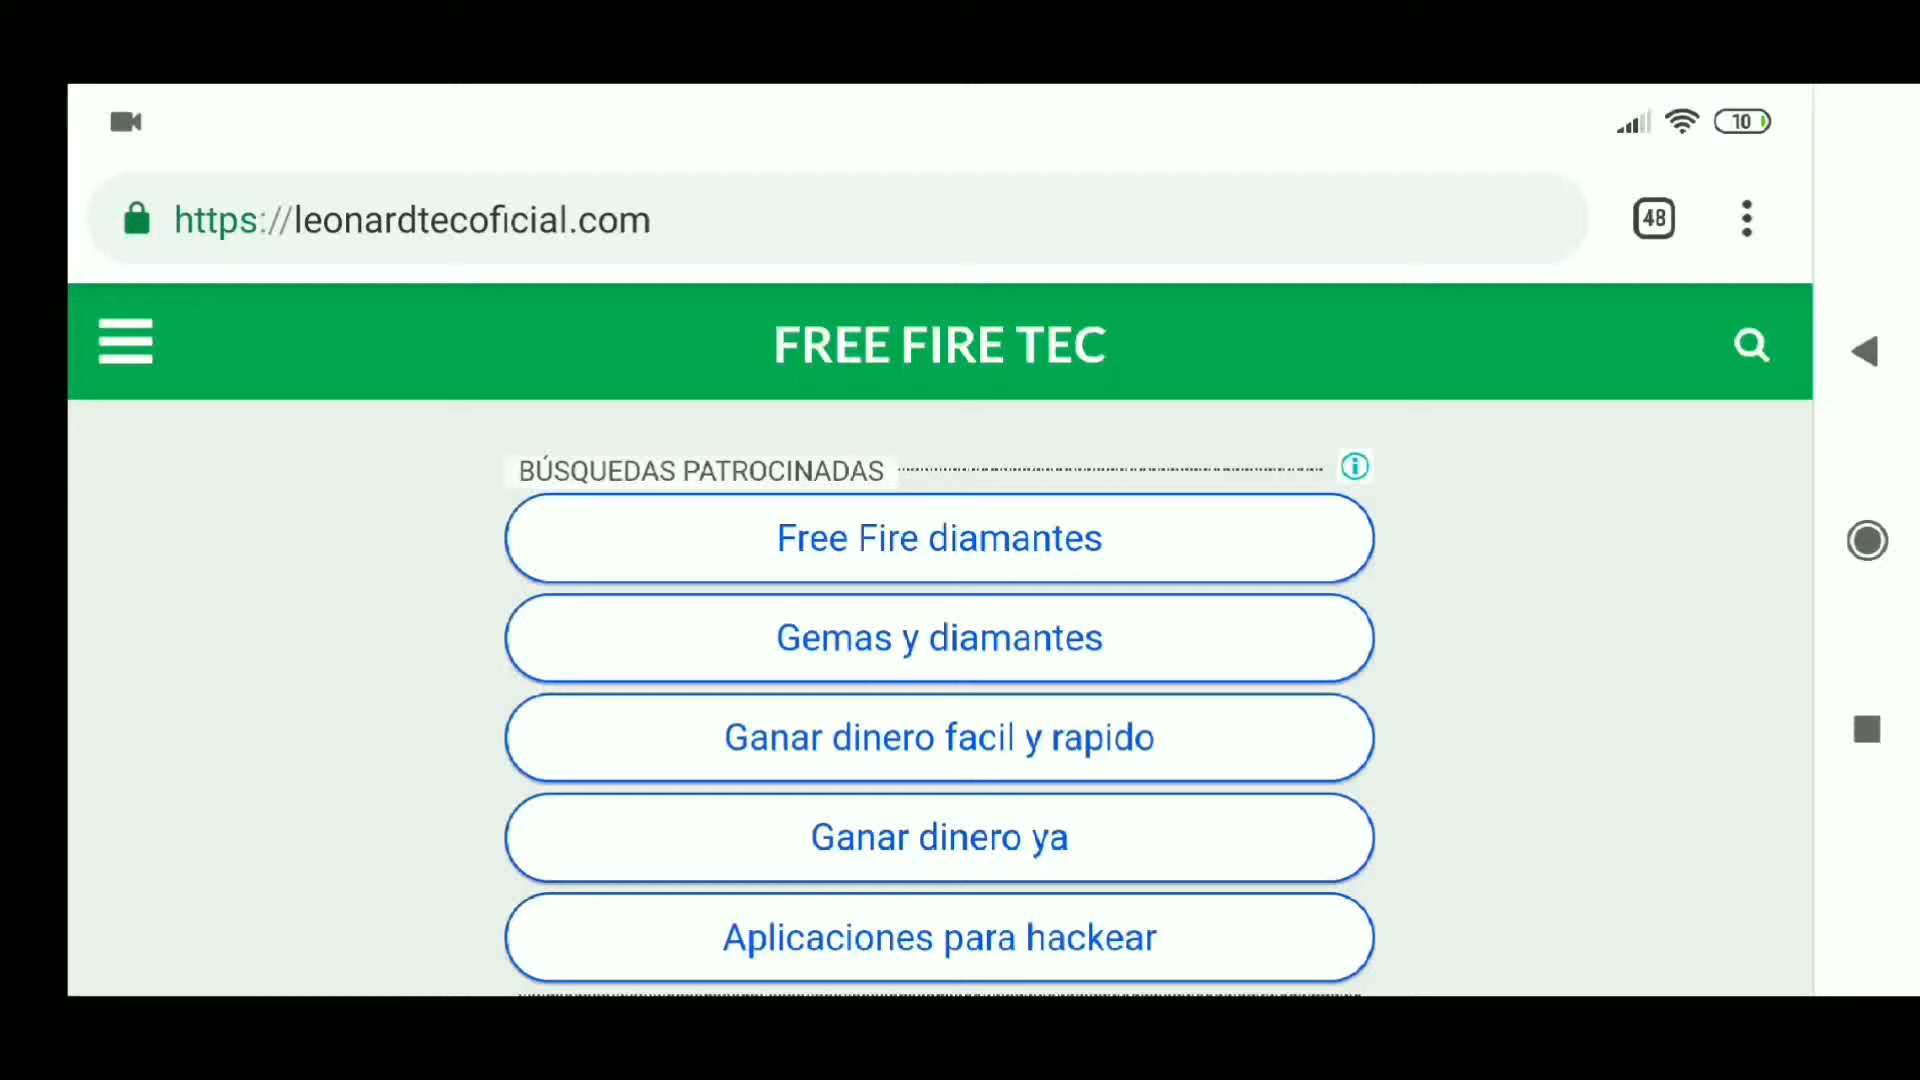 10
https://leonardtecoficial.com
48
FREE FIRE TEC
BÚSQUEDAS PATROCINADAS
Free Fire diamantes
Gemas y diamantes
Ganar dinero facil y rapido
Ganar dinero ya
Aplicaciones para hackear